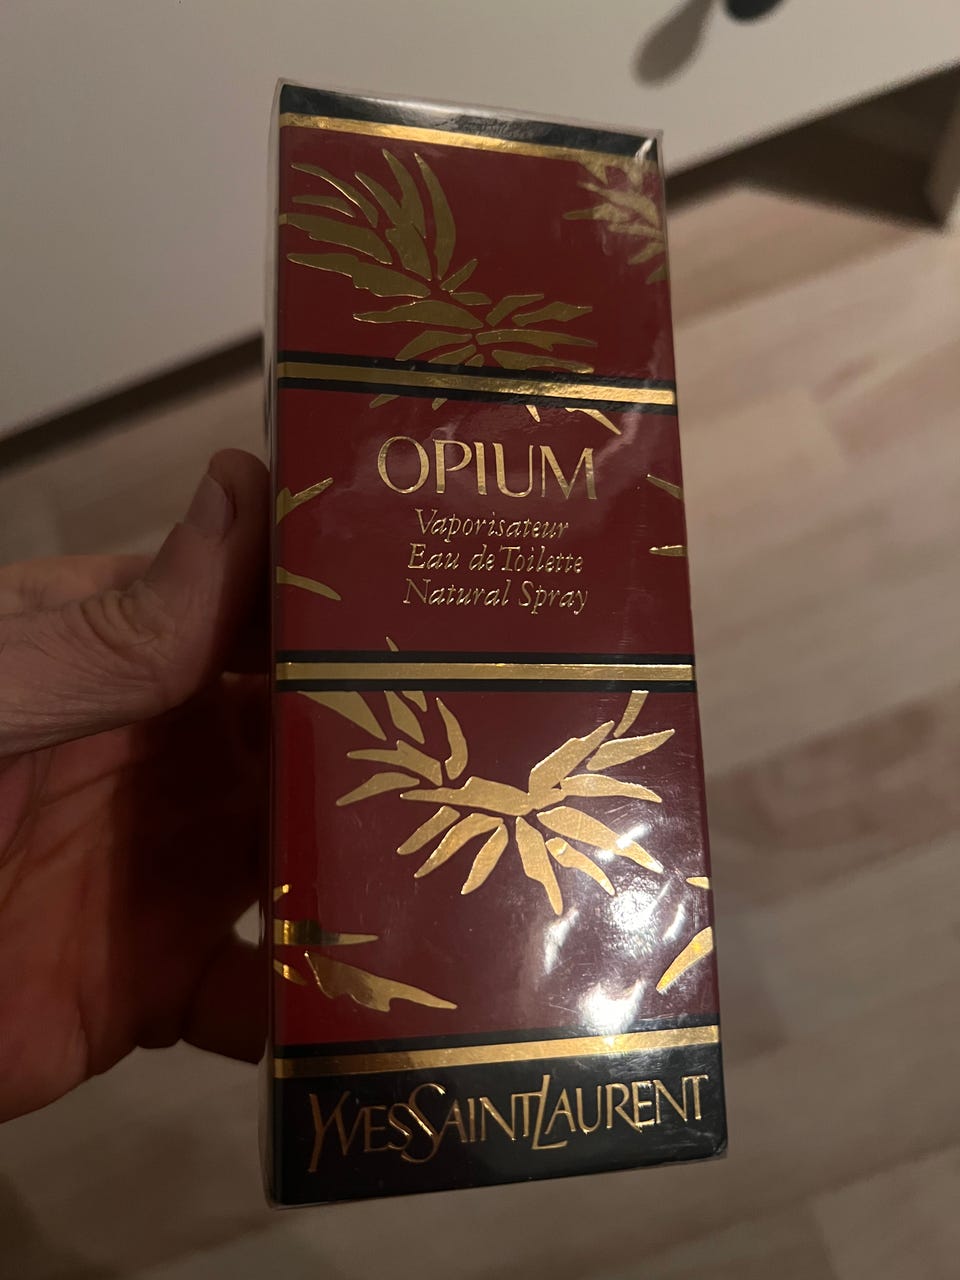 OPIUM
Vaporisateur
Eau de Toilette
Natural Spray
YVESSAINTLAURENT